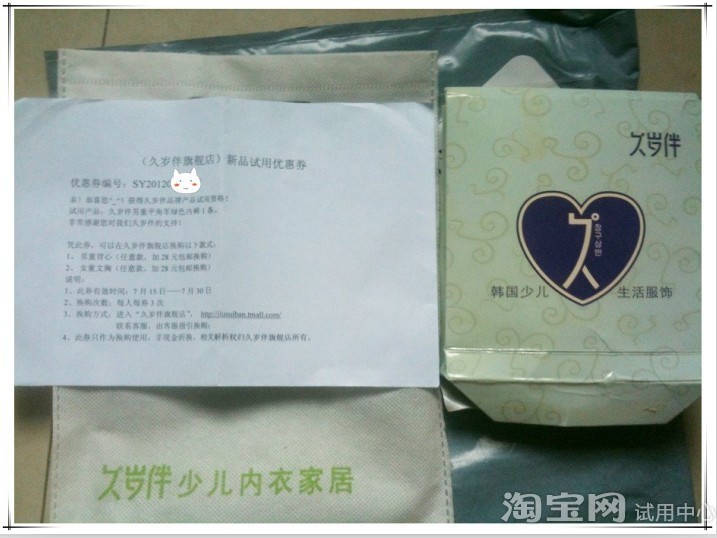 （久岁伴旗舰店）新品试用优惠券
优惠券编号：SY2012
亲！恭喜您^_^！获得久岁伴品牌产品试用资格！
试用产品：久岁伴男童平角军绿色内裤1条。
非常感谢您对我们久岁伴的支持！
凭此券，可以在久岁伴旗舰店换购以下款式：
1、男童背心（任意款，加28元包邮换购）
2、女童文胸（任意款，加28元包邮换购）
说明：
1、此券有效时间：7月15日——7月30日
2、换购次数：每人每券3次
3、换购方式：进入“久岁伴旗舰店”，http://jiusuiban.tmall.com/
联系客服，由客服指引换购；
4、此券只作为换购使用，非现金折换，相关解析权归久岁伴旗舰店所有。
久岁伴
韩国少儿 生活服饰
久岁伴少儿内衣家居
淘宝网 试用中心